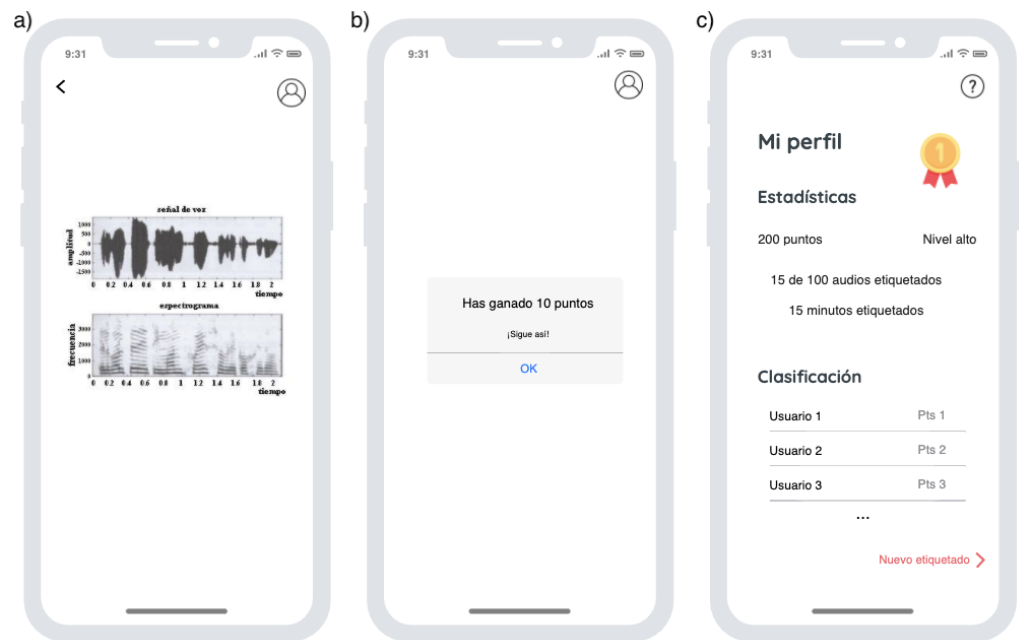 a)
9:31
señal de voz
amplitud
1000
500
0
-500
-1000
-1500
0 0.2 0.4 0.6 0.8 1 1.2 1.4 1.6 1.8 2
tiempo
espectrograma
frecuencia
3000
2000
1000
0
0 0.2 0.4 0.6 0.8 1 1.2 1.4 1.6 1.8 2
tiempo
b)
9:31
Has ganado 10 puntos
¡Sigue así!
OK
c)
9:31
?
Mi perfil
1
Estadísticas
200 puntos Nivel alto
15 de 100 audios etiquetados
15 minutos etiquetados
Clasificación
Usuario 1 Pts 1
Usuario 2 Pts 2
Usuario 3 Pts 3
...
Nuevo etiquetado